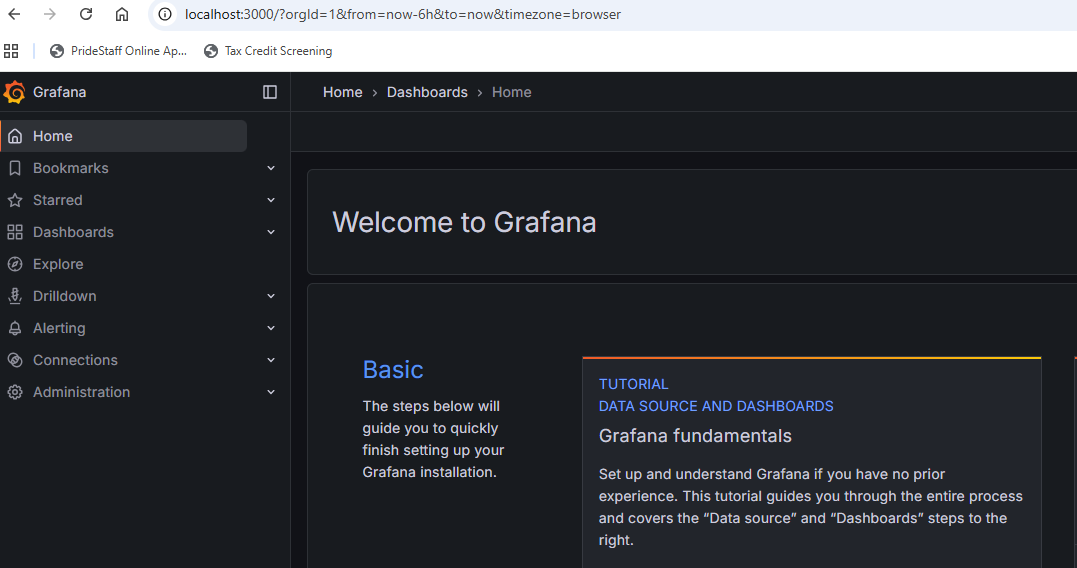 localhost:3000/?orgId=1&from=now-6h&to=now&timezone=browser
PrideStaff Online Ap...
Tax Credit Screening
Grafana
Home › Dashboards › Home
Home
Bookmarks
Starred
Dashboards
Explore
Drilldown
Alerting
Connections
Administration
Welcome to Grafana
Basic
The steps below will
guide you to quickly
finish setting up your
Grafana installation.
TUTORIAL
DATA SOURCE AND DASHBOARDS
Grafana fundamentals
Set up and understand Grafana if you have no prior
experience. This tutorial guides you through the entire process
and covers the “Data source” and “Dashboards” steps to the
right.